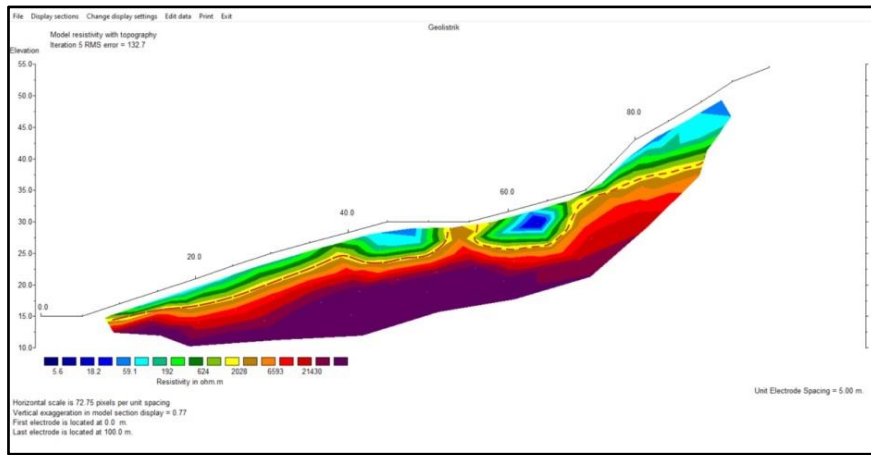 File Display sections Change display settings Edit data Print Exit
Geolistrik
Model resistivity with topography
Iteration 5 RMS error = 132.7
Elevation
55.0
50.0
45.0
40.0
35.0
30.0
25.0
20.0
15.0
10.0
0.0
20.0
40.0
60.0
80.0
5.6 18.2 59.1 192 624 2028 6593 21430
Resistivity in ohm.m
Unit Electrode Spacing = 5.00 m.
Horizontal scale is 72.75 pixels per unit spacing
Vertical exaggeration in model section display = 0.77
First electrode is located at 0.0 m.
Last electrode is located at 100.0 m.